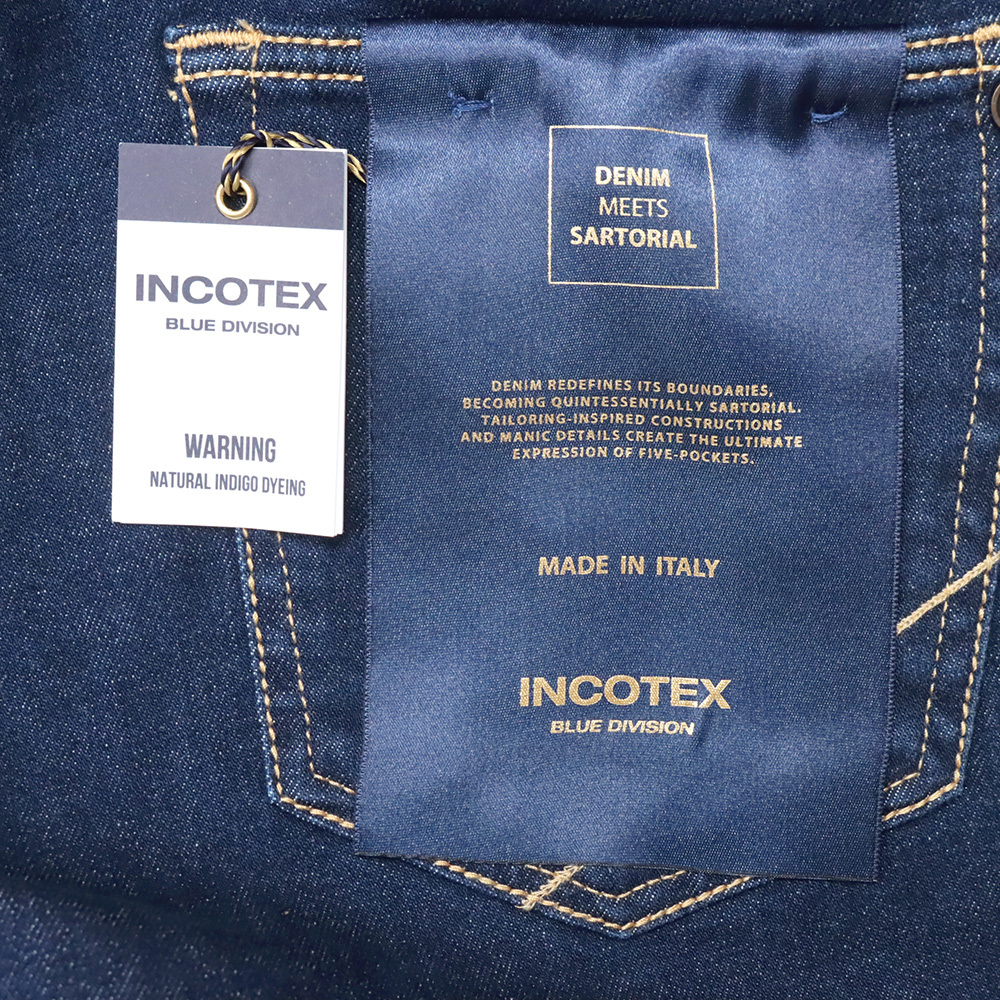 INCOTEX
BLUE DIVISION
WARNING
NATURAL INDIGO DYEING
DENIM
MEETS
SARTORIAL
DENIM REDEFINES ITS BOUNDARIES,
BECOMING QUINTESSENTIALLY SARTORIAL.
TAILORING-INSPIRED CONSTRUCTIONS
AND MANIC DETAILS CREATE THE ULTIMATE
EXPRESSION OF FIVE-POCKETS.
MADE IN ITALY
INCOTEX
BLUE DIVISION